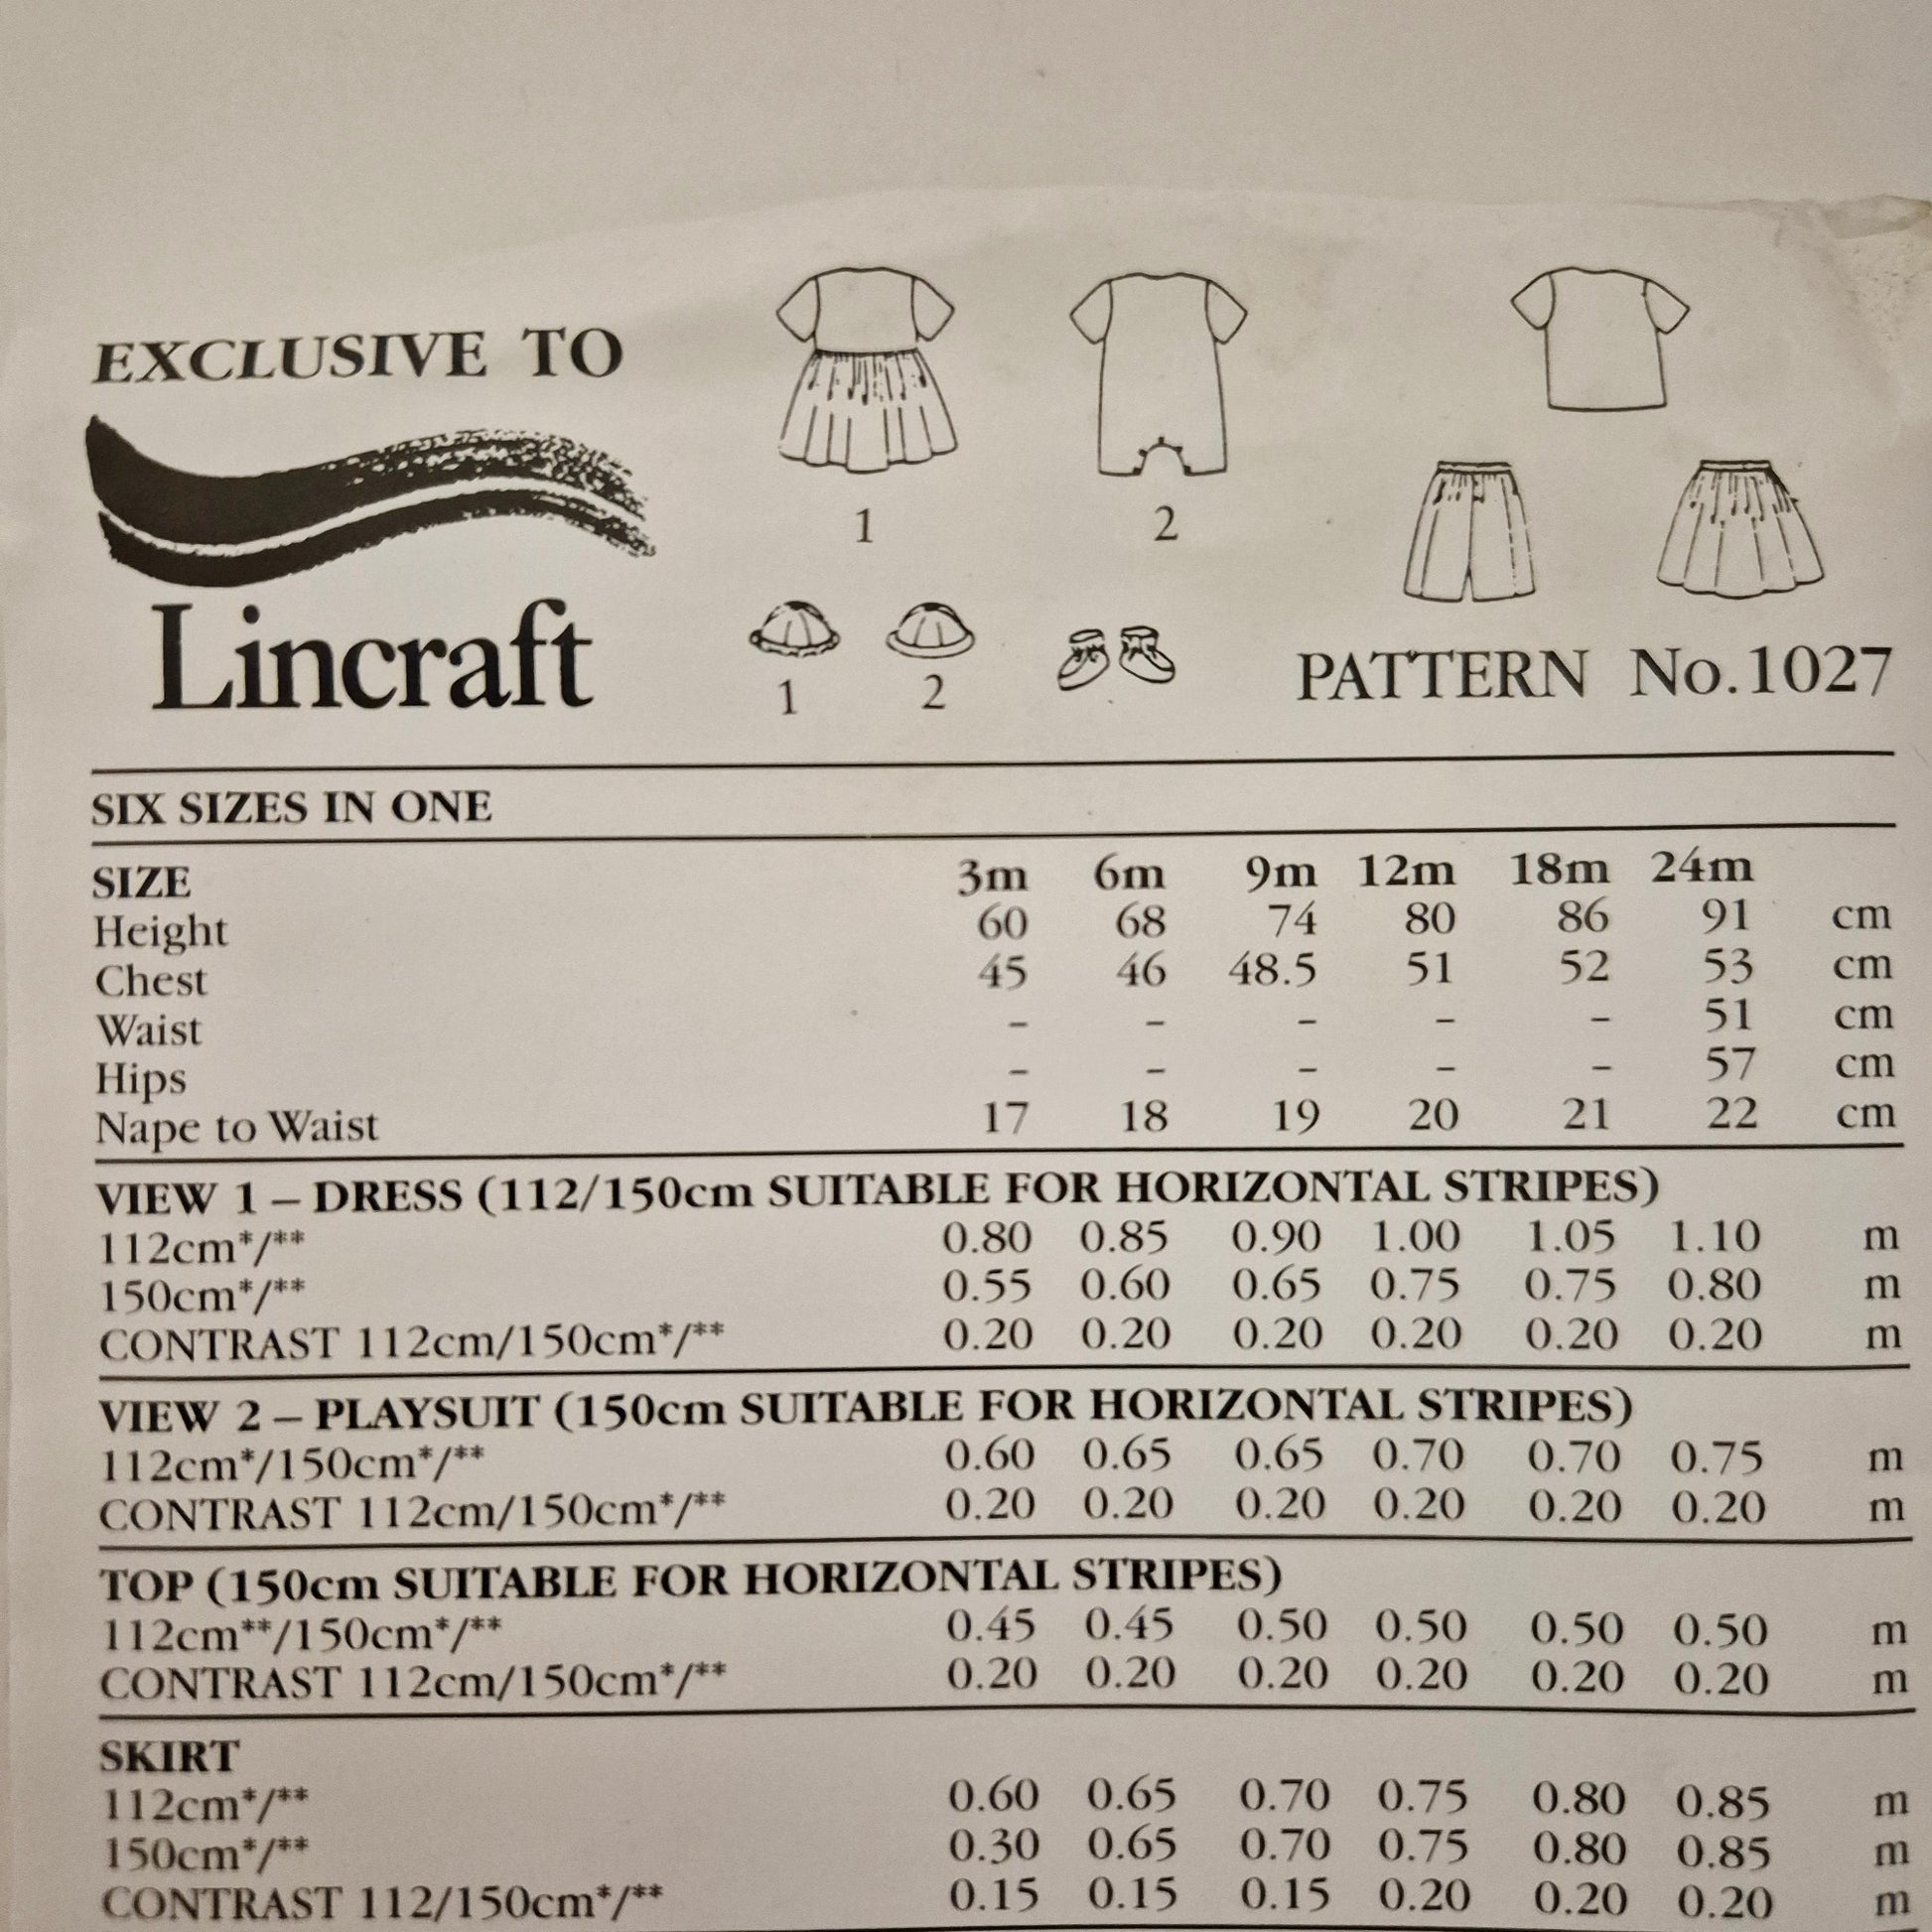 EXCLUSIVE TO
Lincraft
1 2
1 2
PATTERN No.1027
SIX SIZES IN ONE
SIZE 3m 6m 9m 12m 18m 24m
Height 60 68 74 80 86 91 cm
Chest 45 46 48.5 51 52 53 cm
Waist – – – – – 51 cm
Hips – – – – – 57 cm
Nape to Waist 17 18 19 20 21 22 cm
VIEW 1 – DRESS (112/150cm SUITABLE FOR HORIZONTAL STRIPES)
112cm*/** 0.80 0.85 0.90 1.00 1.05 1.10 m
150cm*/** 0.55 0.60 0.65 0.75 0.75 0.80 m
CONTRAST 112cm/150cm*/** 0.20 0.20 0.20 0.20 0.20 0.20 m
VIEW 2 – PLAYSUIT (150cm SUITABLE FOR HORIZONTAL STRIPES)
112cm*/150cm*/** 0.60 0.65 0.65 0.70 0.70 0.75 m
CONTRAST 112cm/150cm*/** 0.20 0.20 0.20 0.20 0.20 0.20 m
TOP (150cm SUITABLE FOR HORIZONTAL STRIPES)
112cm**/150cm*/** 0.45 0.45 0.50 0.50 0.50 0.50 m
CONTRAST 112cm/150cm*/** 0.20 0.20 0.20 0.20 0.20 0.20 m
SKIRT
112cm*/** 0.60 0.65 0.70 0.75 0.80 0.85 m
150cm*/** 0.30 0.65 0.70 0.75 0.80 0.85 m
CONTRAST 112/150cm*/** 0.15 0.15 0.15 0.20 0.20 0.20 m